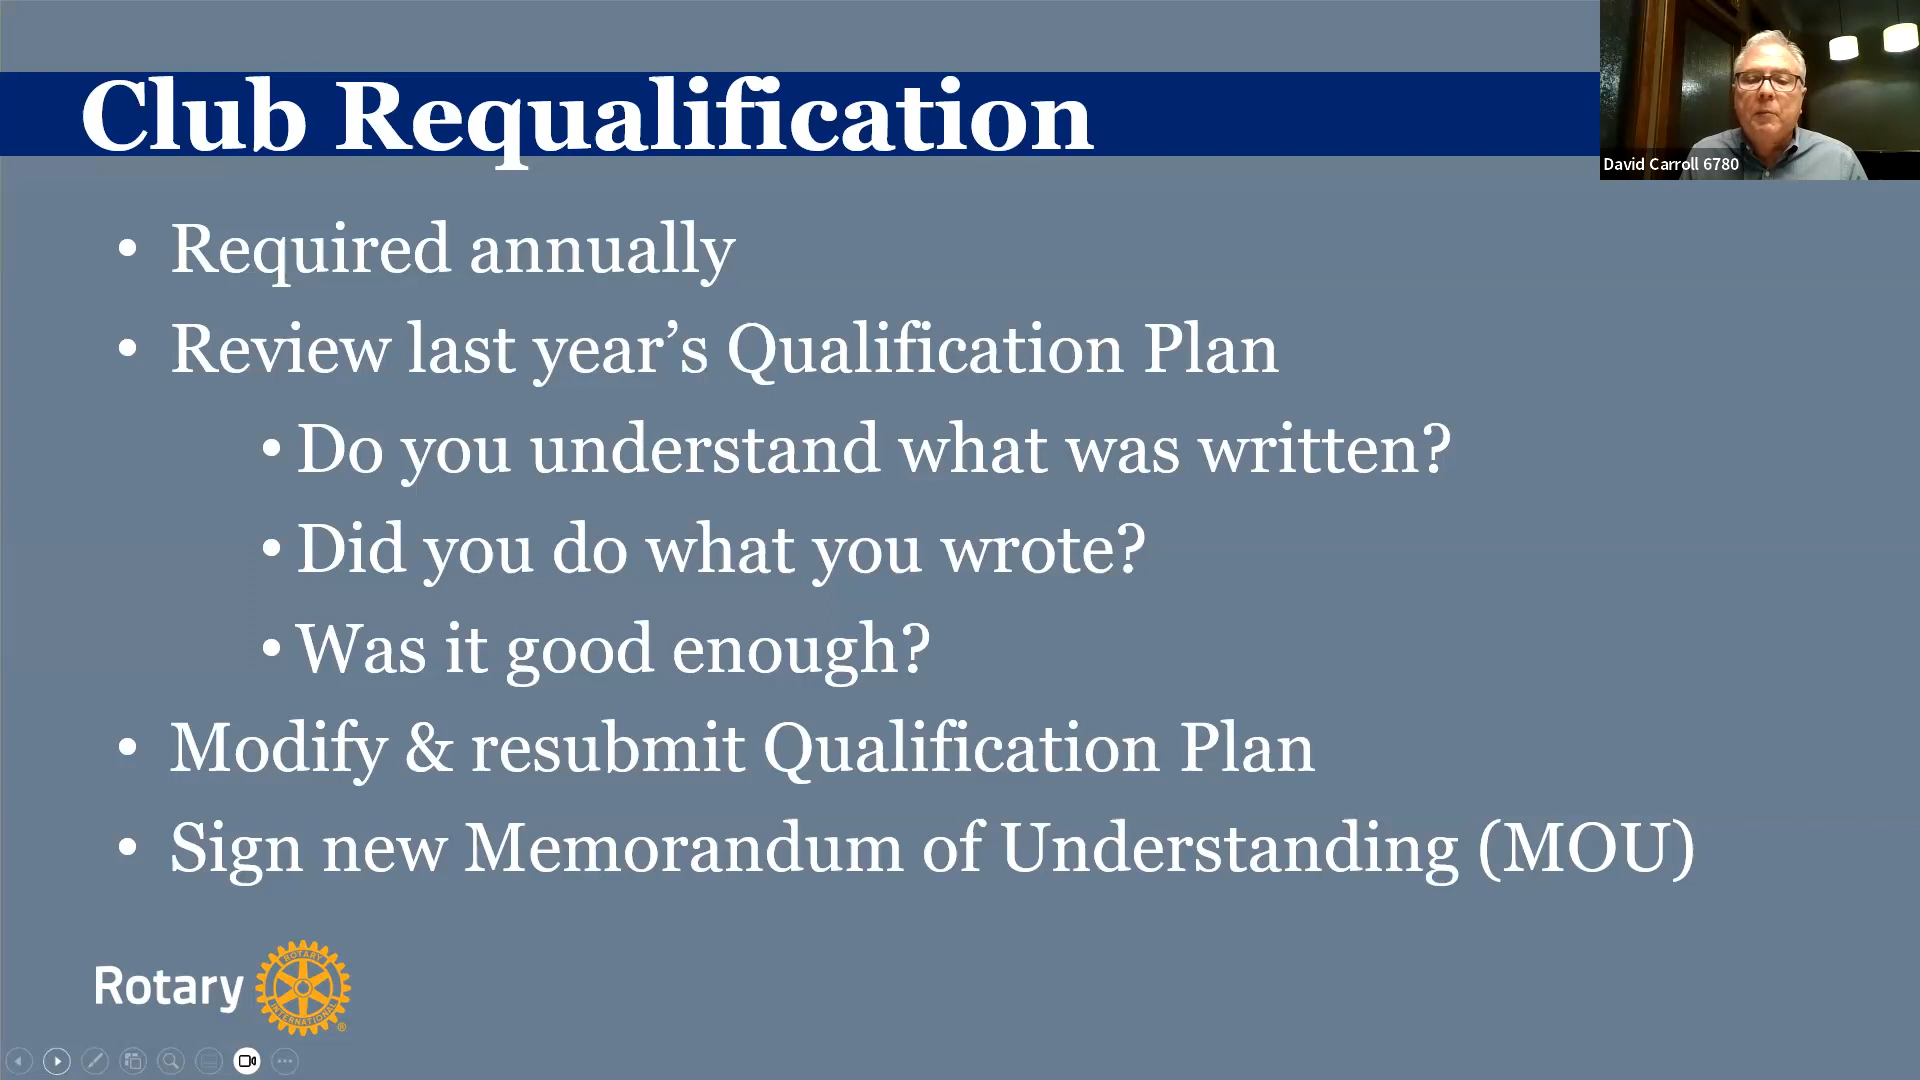 Club Requalification
David Carroll 6780
• Required annually
• Review last year’s Qualification Plan
• Do you understand what was written?
• Did you do what you wrote?
• Was it good enough?
• Modify & resubmit Qualification Plan
• Sign new Memorandum of Understanding (MOU)
Rotary
ROTARY
INTERNATIONAL
®